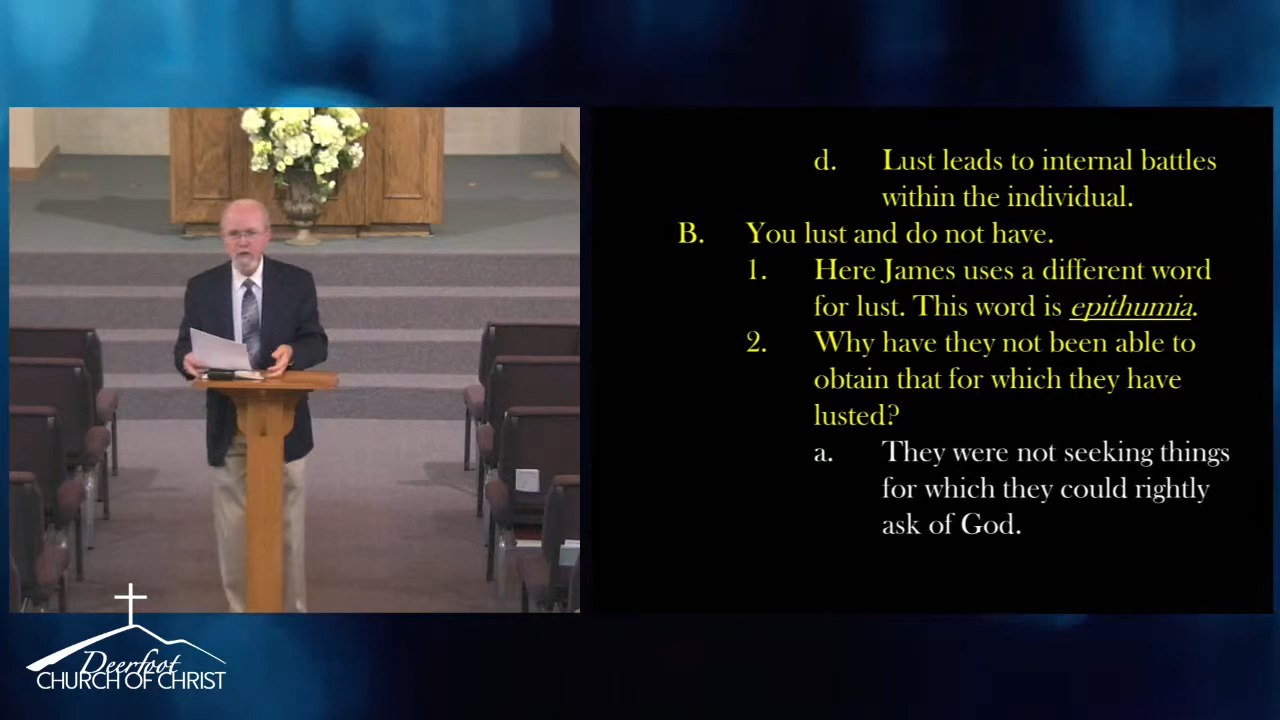 d. Lust leads to internal battles
within the individual.
B. You lust and do not have.
1. Here James uses a different word
for lust. This word is epithumia.
2. Why have they not been able to
obtain that for which they have
lusted?
a. They were not seeking things
for which they could rightly
ask of God.
Deerfoot
CHURCH OF CHRIST